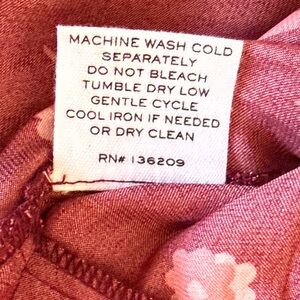 MACHINE WASH COLD
SEPARATELY
DO NOT BLEACH
TUMBLE DRY LOW
GENTLE CYCLE
COOL IRON IF NEEDED
OR DRY CLEAN
RN# 136209